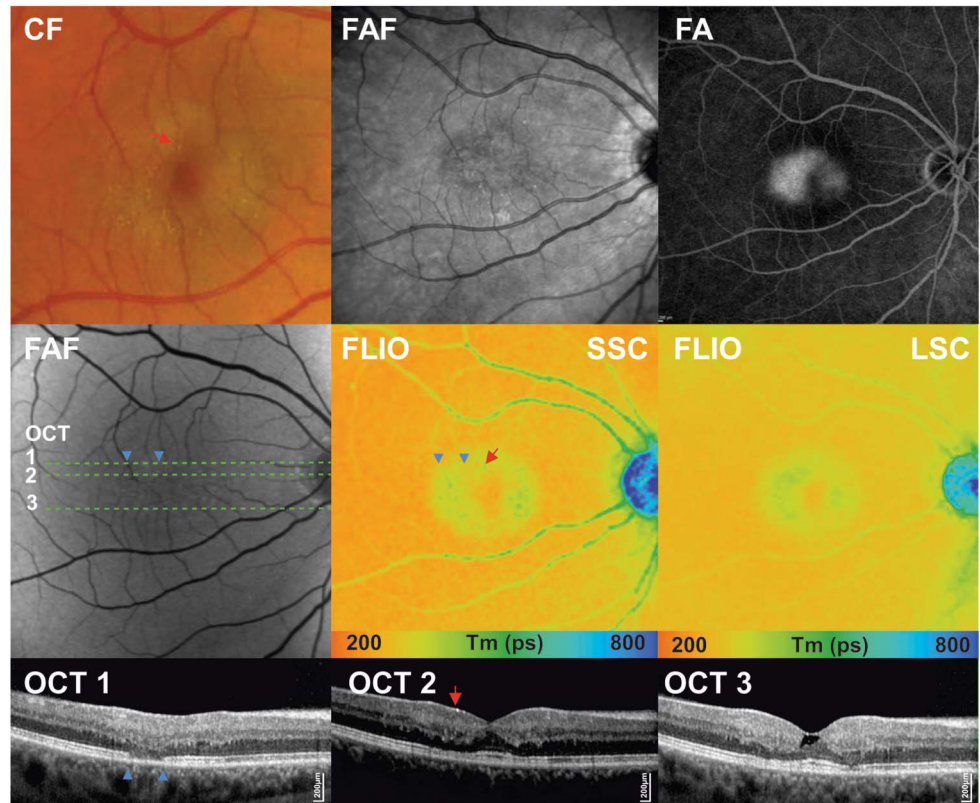 CF
FAF
FA
FAF
OCT
1
2
3
FLIO SSC
200 Tm (ps) 800
FLIO LSC
200 Tm (ps) 800
OCT 1
200µm
OCT 2
200µm
OCT 3
200µm